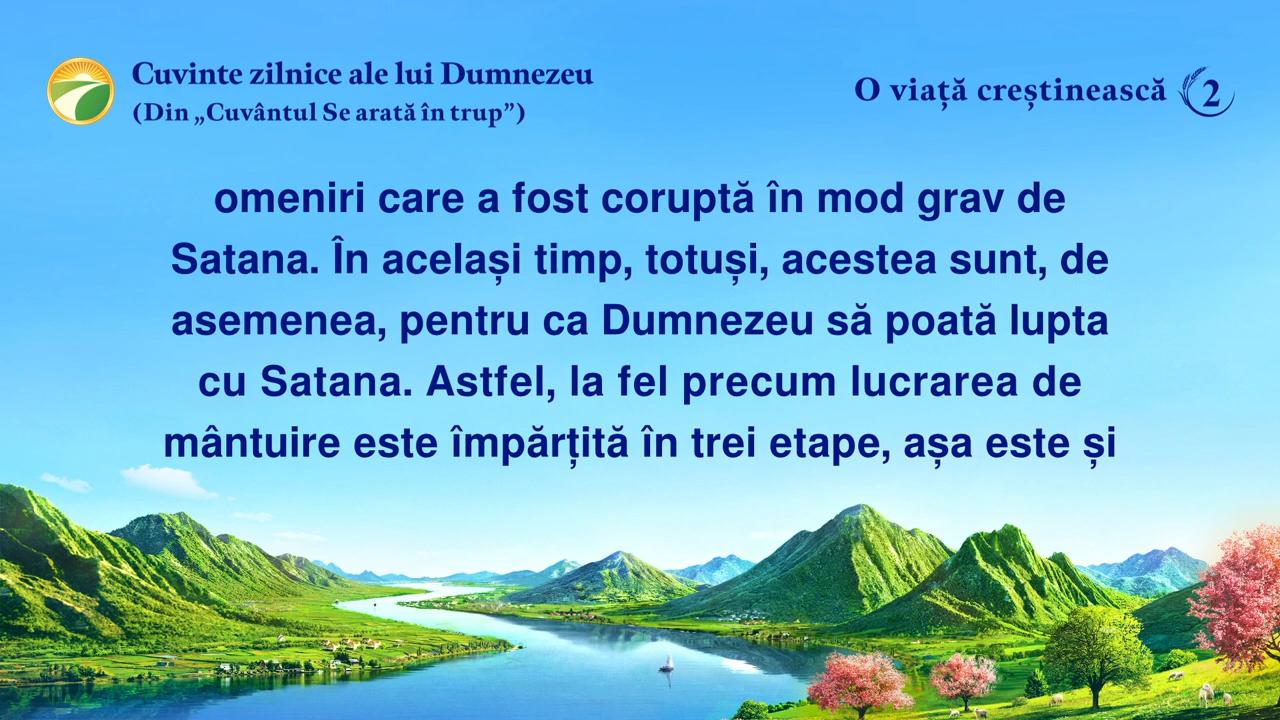 Cuvinte zilnice ale lui Dumnezeu
(Din „Cuvântul Se arată în trup”)
O viață creștinească 2
omeniri care a fost coruptă în mod grav de
Satana. În același timp, totuși, acestea sunt, de
asemenea, pentru ca Dumnezeu să poată lupta
cu Satana. Astfel, la fel precum lucrarea de
mântuire este împărțită în trei etape, așa este și